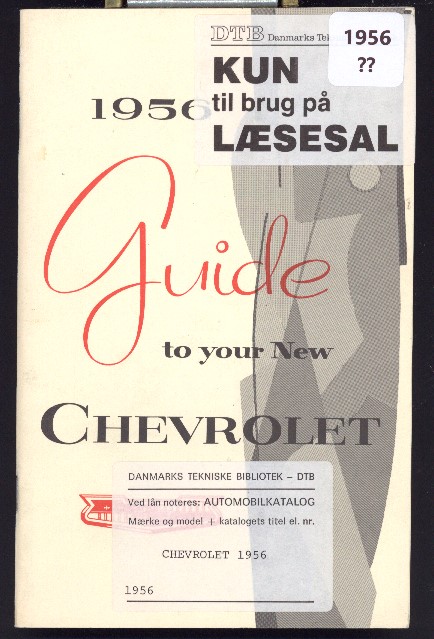 DTB Danmarks Tek
1956
??
KUN
til brug på
LÆSESAL
1956
Guide
to your New
CHEVROLET
DANMARKS TEKNISKE BIBLIOTEK – DTB
Ved lån noteres: AUTOMOBILKATALOG
Mærke og model + katalogets titel el. nr.
CHEVROLET 1956
1956